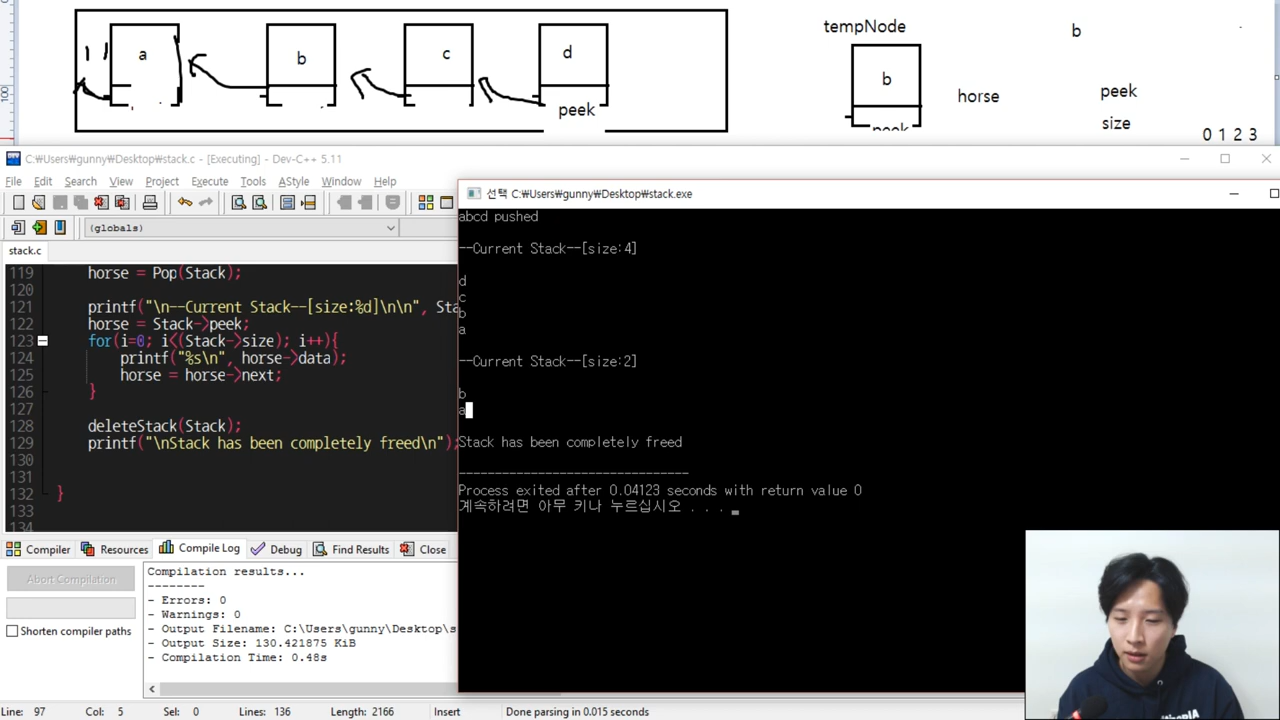 a
b
c
d
peek
tempNode
b
horse
b
peek
size
0 1 2 3
100
C:₩Users₩gunny₩Desktop₩stack.c - [Executing] - Dev-C++ 5.11
File Edit Search View Project Execute Tools AStyle Window Help
(globals)
stack.c
119 horse = Pop(Stack);
120
121 printf("\n--Current Stack--[size:%d]\n\n", Sta
122 horse = Stack->peek;
123 for(i=0; i<(Stack->size); i++){
124 printf("%s\n", horse->data);
125 horse = horse->next;
126 }
127
128 deleteStack(Stack);
129 printf("\nStack has been completely freed\n");
130
131
132 }
133
134
선택 C:₩Users₩gunny₩Desktop₩stack.exe
abcd pushed
--Current Stack--[size:4]
d
c
b
a
--Current Stack--[size:2]
b
a
Stack has been completely freed
--------------------------------
Process exited after 0.04123 seconds with return value 0
계속하려면 아무 키나 누르십시오 . . .
Compiler Resources Compile Log Debug Find Results Close
Abort Compilation
Shorten compiler paths
Compilation results...
--------
- Errors: 0
- Warnings: 0
- Output Filename: C:\Users\gunny\Desktop\s
- Output Size: 130.421875 KiB
- Compilation Time: 0.48s
Line: 97 Col: 5 Sel: 0 Lines: 136 Length: 2166 Insert Done parsing in 0.015 seconds